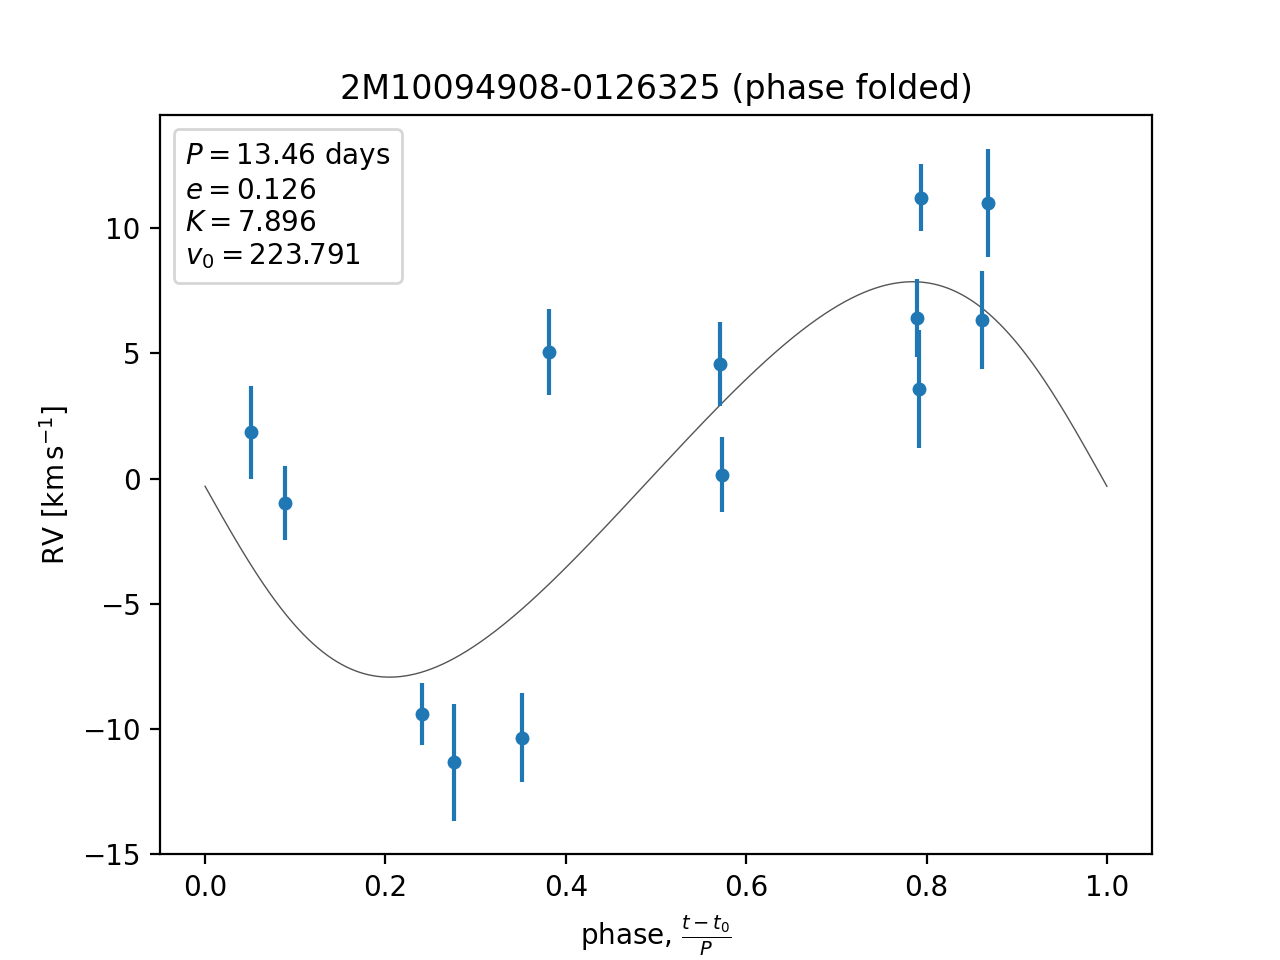 2M10094908-0126325 (phase folded)
P = 13.46 days
e = 0.126
K = 7.896
v₀ = 223.791
10
5
0
−5
−10
−15
RV [km s⁻¹]
0.0 0.2 0.4 0.6 0.8 1.0
phase, (t − t₀)/P